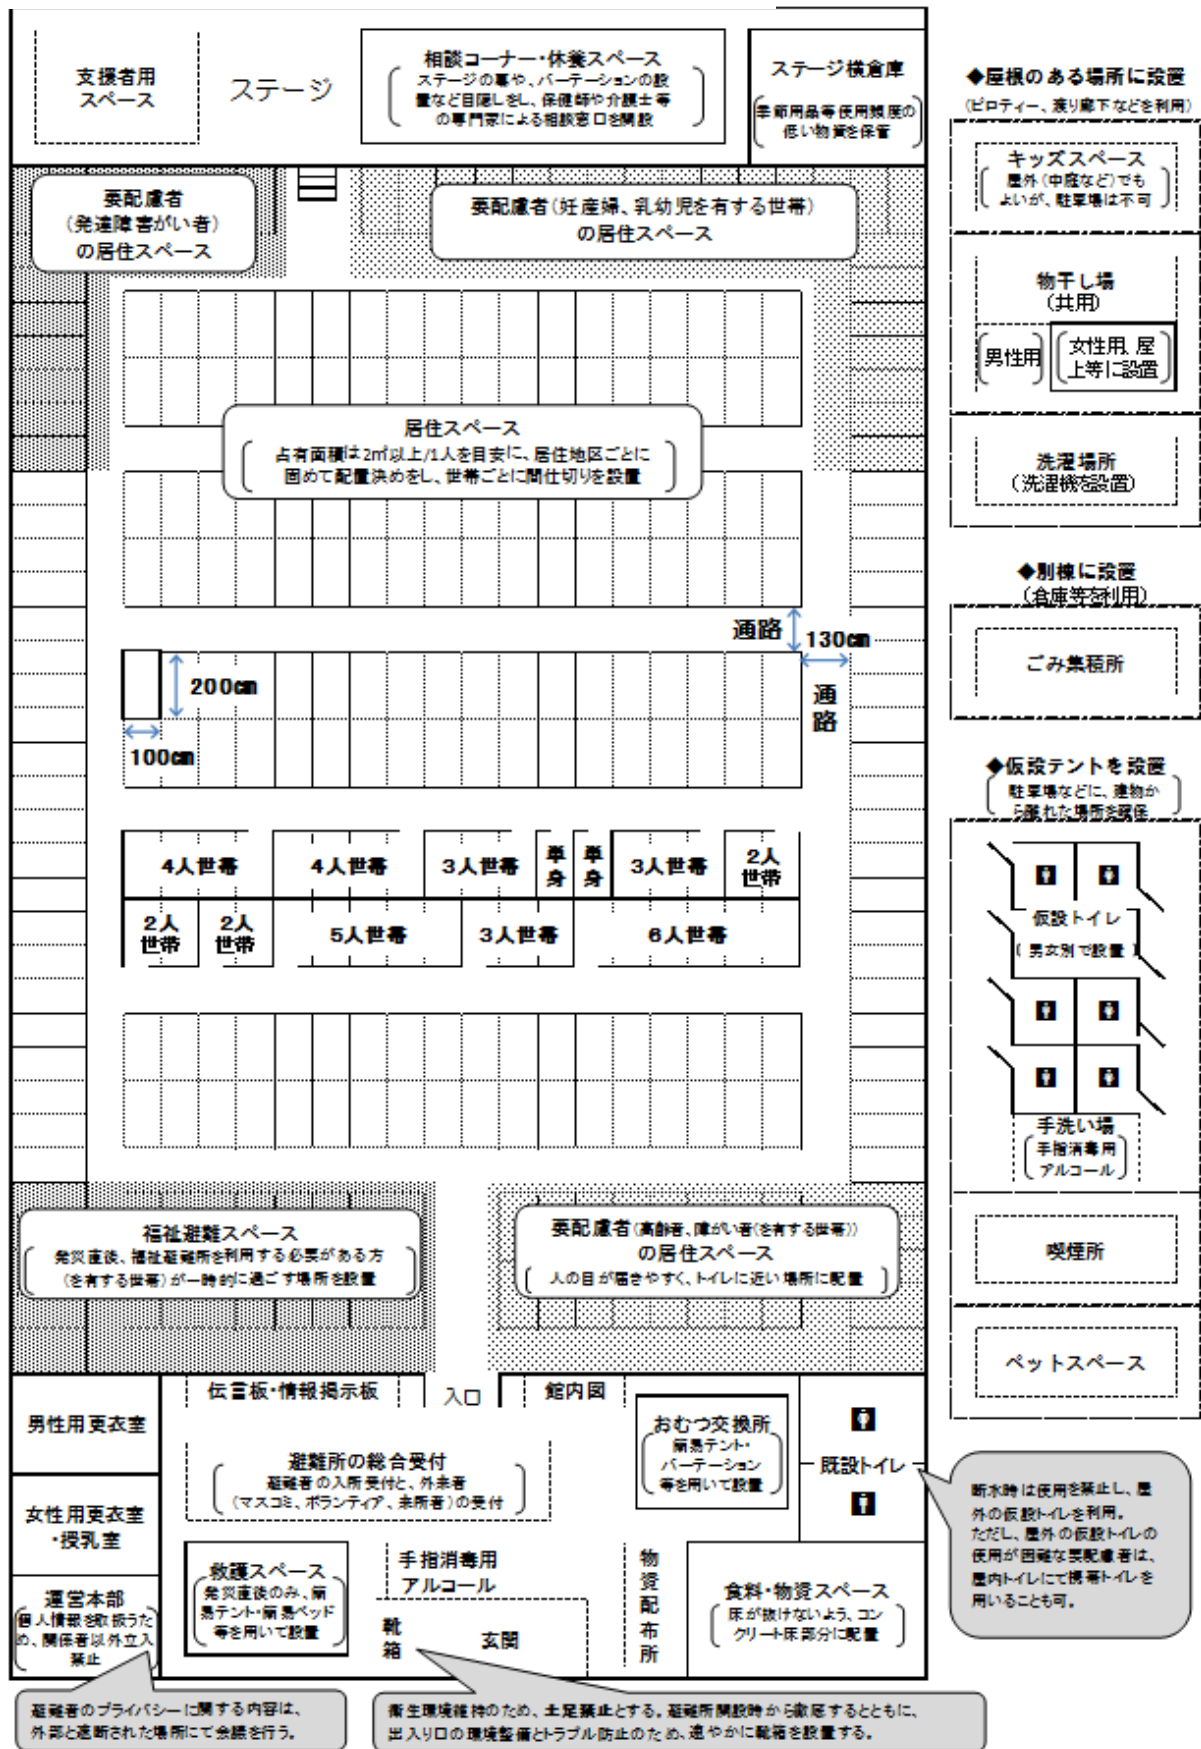 支援者用
スペース
ステージ
相談コーナー・休養スペース
ステージの幕や、パーテーションの設
置など目隠しをし、保健師や介護士等
の専門家による相談窓口を開設
ステージ横倉庫
季節用品等使用頻度の
低い物資を保管
要配慮者
(発達障害がい者)
の居住スペース
要配慮者(妊産婦、乳幼児を有する世帯)
の居住スペース
居住スペース
占有面積は2㎡以上/1人を目安に、居住地区ごとに
固めて配置決めをし、世帯ごとに間仕切りを設置
通路
130㎝
通路
200㎝
100㎝
4人世帯
4人世帯
3人世帯
単身
単身
3人世帯
2人
世帯
2人
世帯
2人
世帯
5人世帯
3人世帯
6人世帯
福祉避難スペース
発災直後、福祉避難所を利用する必要がある方
(を有する世帯)が一時的に過ごす場所を設置
要配慮者(高齢者、障がい者(を有する世帯))
の居住スペース
人の目が届きやすく、トイレに近い場所に配置
伝言板・情報掲示板
入口
館内図
男性用更衣室
避難所の総合受付
避難者の入所受付と、外来者
(マスコミ、ボランティア、来所者)の受付
おむつ交換所
簡易テント・
パーテーション
等を用いて設置
既設トイレ
女性用更衣室
・授乳室
運営本部
個人情報を取扱うた
め、関係者以外立入
禁止
救護スペース
発災直後のみ、簡
易テント・簡易ベッド
等を用いて設置
手指消毒用
アルコール
靴箱
玄関
物資配布所
食料・物資スペース
床が抜けないよう、コン
クリート床部分に配置
避難者のプライバシーに関する内容は、
外部と遮断された場所にて会議を行う。
衛生環境維持のため、土足禁止とする。避難所開設時から徹底するとともに、
出入り口の環境整備とトラブル防止のため、速やかに靴箱を設置する。
◆屋根のある場所に設置
(ピロティー、渡り廊下などを利用)
キッズスペース
屋外(中庭など)でも
よいが、駐車場は不可
物干し場
(共用)
男性用
女性用、屋
上等に設置
洗濯場所
(洗濯機を設置)
◆別棟に設置
(倉庫等を利用)
ごみ集積所
◆仮設テントを設置
駐車場などに、建物か
ら離れた場所を確保
仮設トイレ
(男女別で設置)
手洗い場
手指消毒用
アルコール
喫煙所
ペットスペース
断水時は使用を禁止し、屋
外の仮設トイレを利用。
ただし、屋外の仮設トイレの
使用が困難な要配慮者は、
屋内トイレにて携帯トイレを
用いることも可。